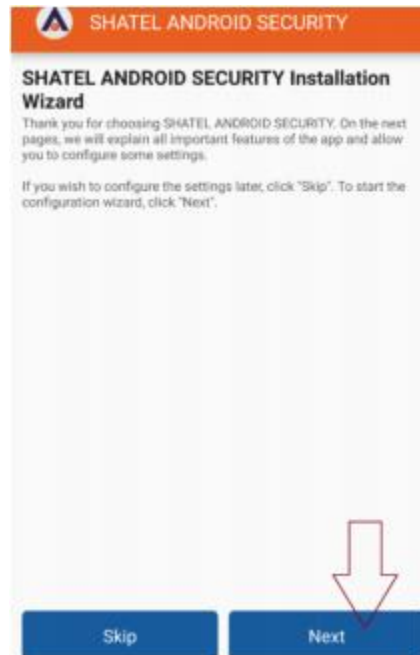 SHATEL ANDROID SECURITY
SHATEL ANDROID SECURITY Installation
Wizard
Thank you for choosing SHATEL ANDROID SECURITY. On the next
pages, we will explain all important features of the app and allow
you to configure some settings.
If you wish to configure the settings later, click "Skip". To start the
configuration wizard, click "Next".
Skip
Next